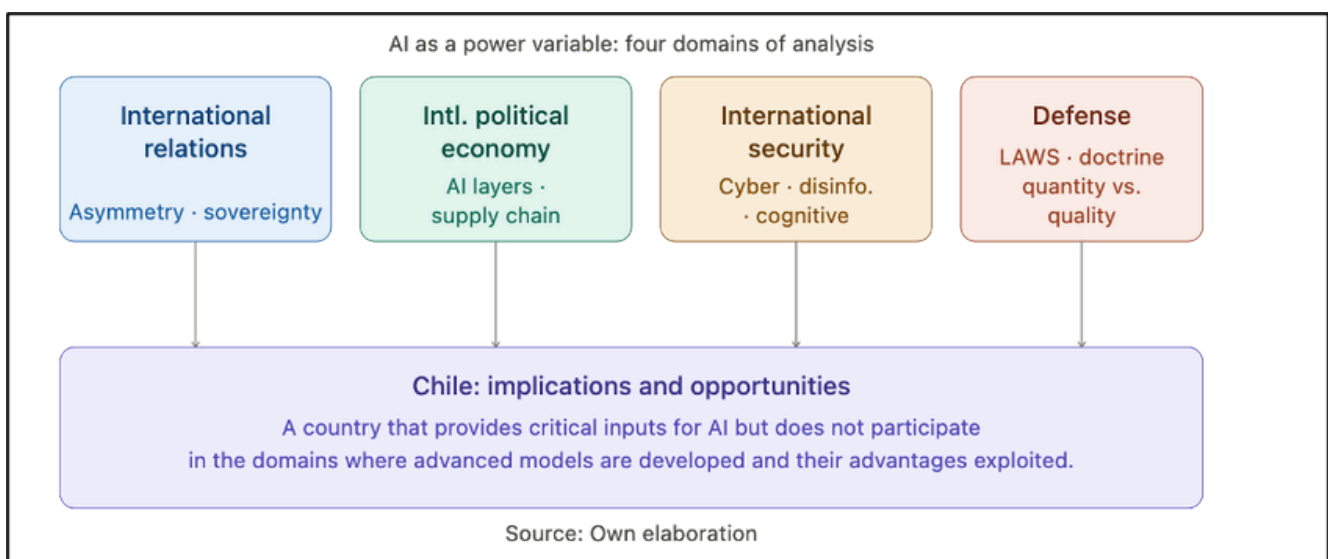 AI as a power variable: four domains of analysis
International
relations
Asymmetry · sovereignty
Intl. political
economy
AI layers ·
supply chain
International
security
Cyber · disinfo.
· cognitive
Defense
LAWS · doctrine
quantity vs.
quality
Chile: implications and opportunities
A country that provides critical inputs for AI but does not participate
in the domains where advanced models are developed and their advantages exploited.
Source: Own elaboration